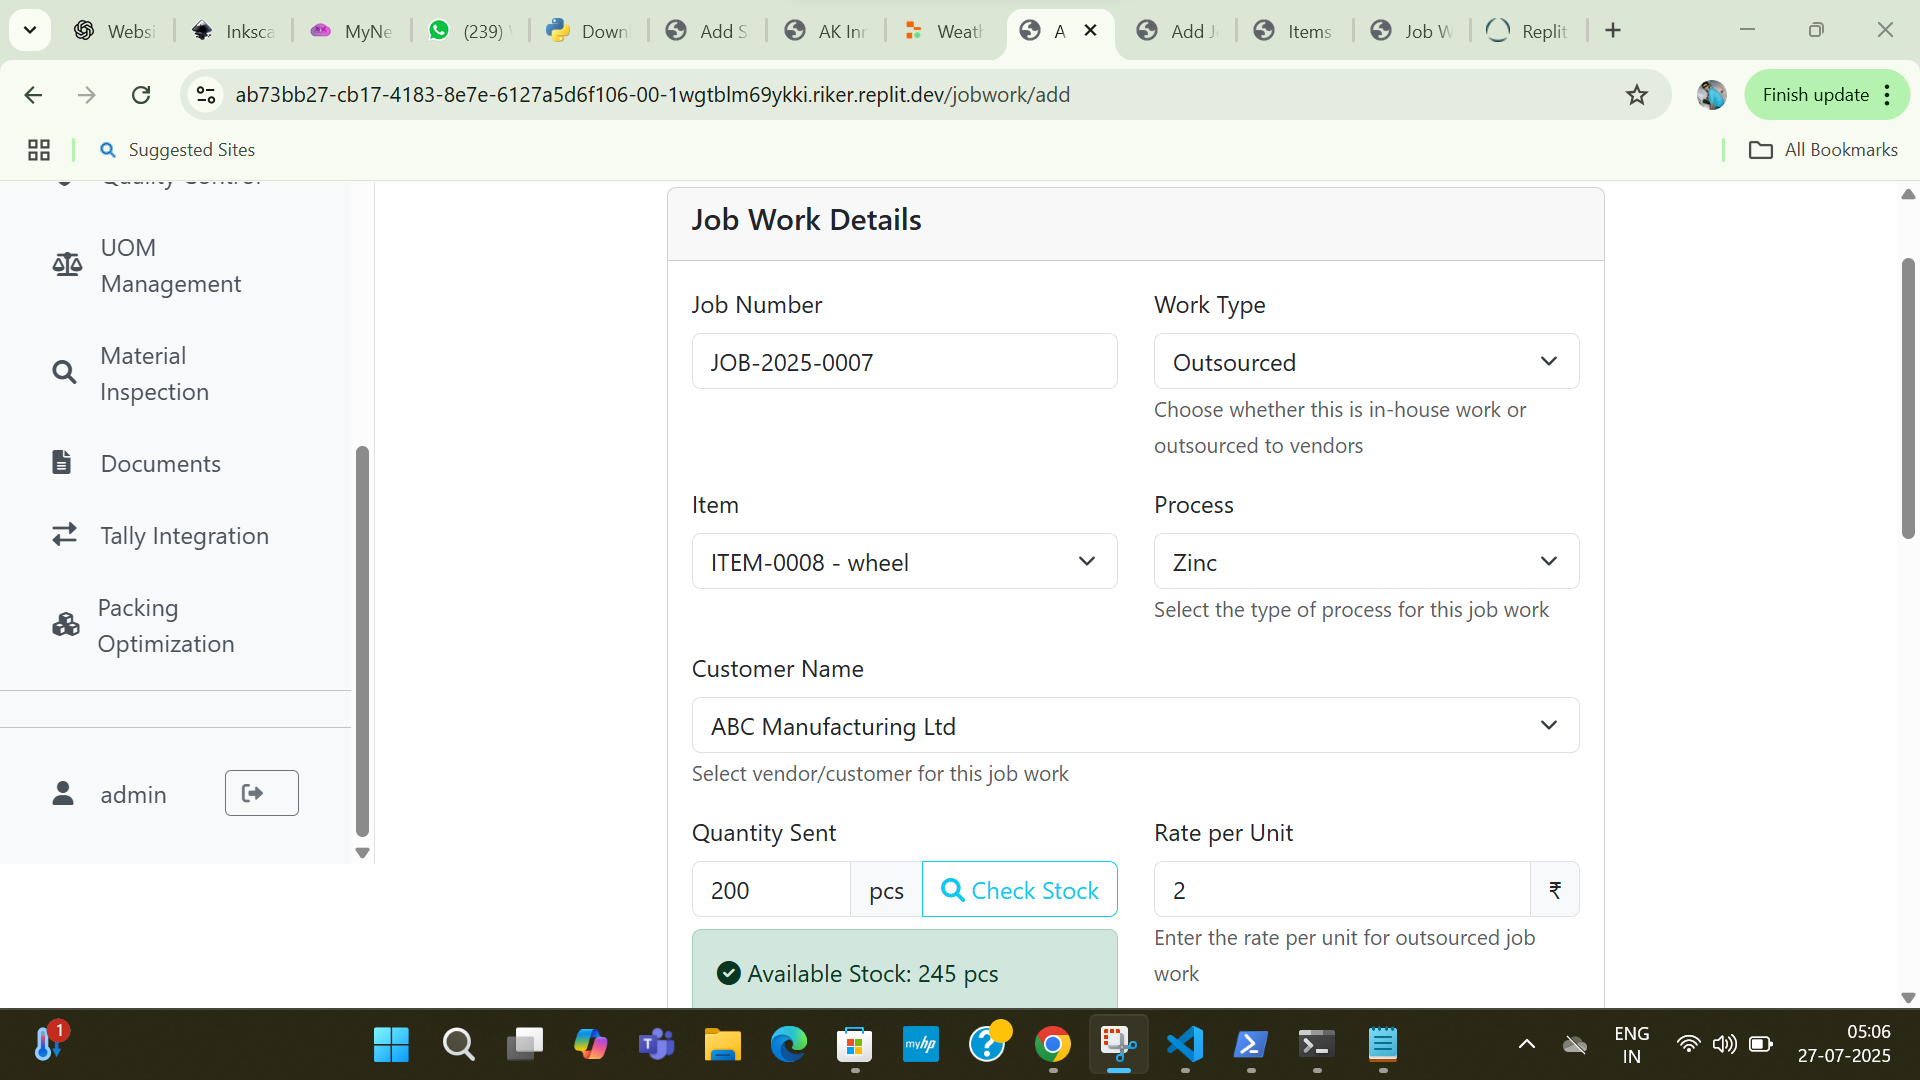 Websi
Inksca
MyNe
(239)
Down
Add S
AK Inn
Weath
A
Add J
Items
Job W
Replit
ab73bb27-cb17-4183-8e7e-6127a5d6f106-00-1wgtblm69ykki.riker.replit.dev/jobwork/add
Finish update
Suggested Sites
All Bookmarks
Quality Control
UOM
Management
Material
Inspection
Documents
Tally Integration
Packing
Optimization
admin
Job Work Details
Job Number
Work Type
JOB-2025-0007
Outsourced
Choose whether this is in-house work or
outsourced to vendors
Item
Process
ITEM-0008 - wheel
Zinc
Select the type of process for this job work
Customer Name
ABC Manufacturing Ltd
Select vendor/customer for this job work
Quantity Sent
Rate per Unit
200 pcs Check Stock
2 ₹
Enter the rate per unit for outsourced job
work
Available Stock: 245 pcs
1
myhp
ENG
IN
05:06
27-07-2025